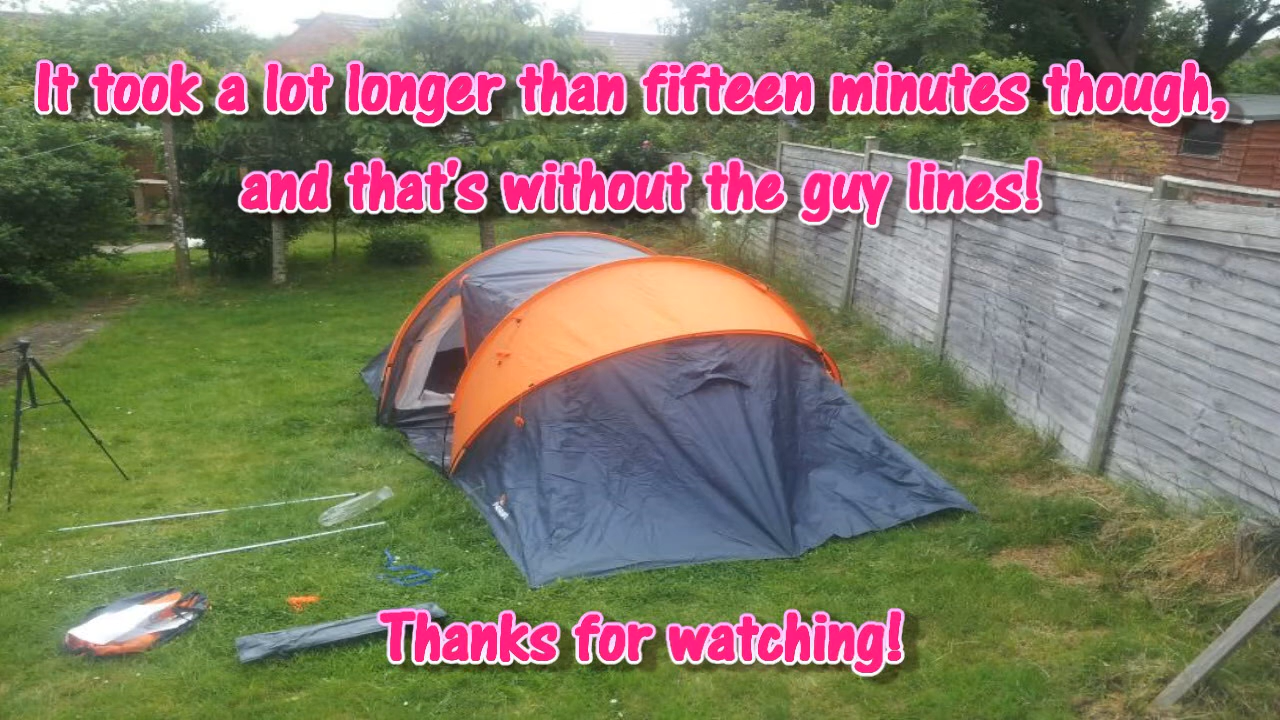 It took a lot longer than fifteen minutes though,
and that's without the guy lines!
Thanks for watching!